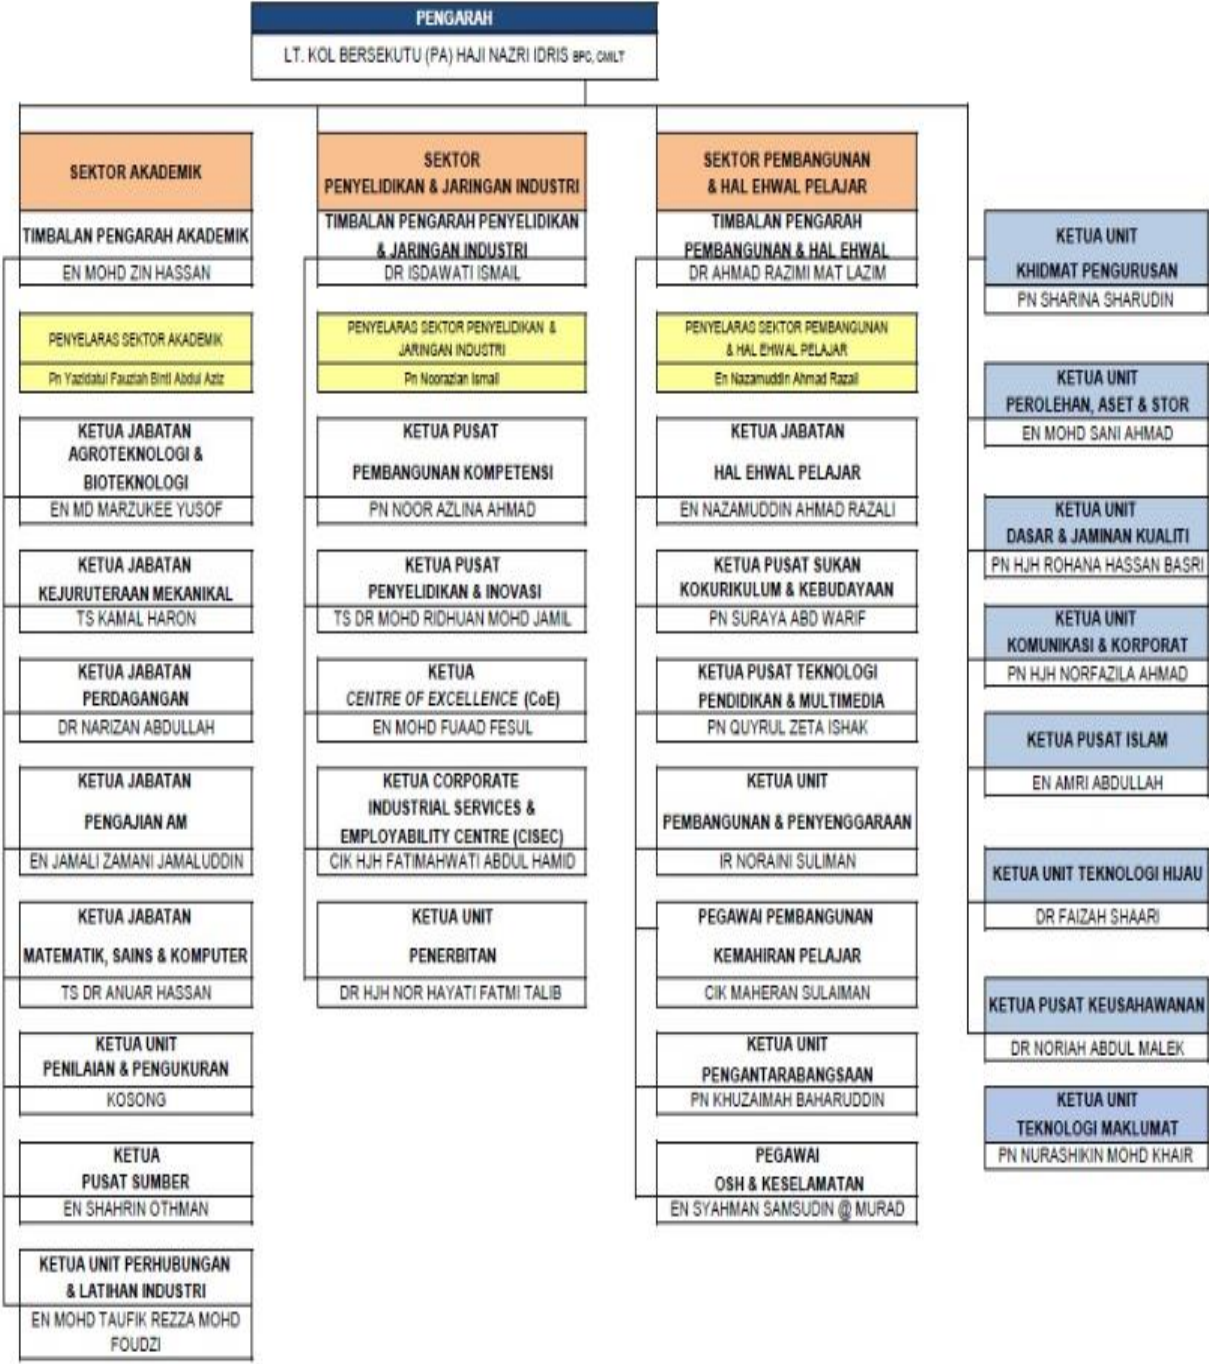 PENGARAH
LT. KOL BERSEKUTU (PA) HAJI NAZRI IDRIS BPC, CMILT
SEKTOR AKADEMIK
TIMBALAN PENGARAH AKADEMIK
EN MOHD ZIN HASSAN
PENYELARAS SEKTOR AKADEMIK
Pn Yazidatul Fauziah Binti Abdul Aziz
KETUA JABATAN
AGROTEKNOLOGI &
BIOTEKNOLOGI
EN MD MARZUKEE YUSOF
KETUA JABATAN
KEJURUTERAAN MEKANIKAL
TS KAMAL HARON
KETUA JABATAN
PERDAGANGAN
DR NARIZAN ABDULLAH
KETUA JABATAN
PENGAJIAN AM
EN JAMALI ZAMANI JAMALUDDIN
KETUA JABATAN
MATEMATIK, SAINS & KOMPUTER
TS DR ANUAR HASSAN
KETUA UNIT
PENILAIAN & PENGUKURAN
KOSONG
KETUA
PUSAT SUMBER
EN SHAHRIN OTHMAN
KETUA UNIT PERHUBUNGAN
& LATIHAN INDUSTRI
EN MOHD TAUFIK REZZA MOHD
FOUDZI
SEKTOR
PENYELIDIKAN & JARINGAN INDUSTRI
TIMBALAN PENGARAH PENYELIDIKAN
& JARINGAN INDUSTRI
DR ISDAWATI ISMAIL
PENYELARAS SEKTOR PENYELIDIKAN &
JARINGAN INDUSTRI
Pn Noorazian Ismail
KETUA PUSAT
PEMBANGUNAN KOMPETENSI
PN NOOR AZLINA AHMAD
KETUA PUSAT
PENYELIDIKAN & INOVASI
TS DR MOHD RIDHUAN MOHD JAMIL
KETUA
CENTRE OF EXCELLENCE (CoE)
EN MOHD FUAAD FESUL
KETUA CORPORATE
INDUSTRIAL SERVICES &
EMPLOYABILITY CENTRE (CISEC)
CIK HJH FATIMAHWATI ABDUL HAMID
KETUA UNIT
PENERBITAN
DR HJH NOR HAYATI FATMI TALIB
SEKTOR PEMBANGUNAN
& HAL EHWAL PELAJAR
TIMBALAN PENGARAH
PEMBANGUNAN & HAL EHWAL
DR AHMAD RAZIMI MAT LAZIM
PENYELARAS SEKTOR PEMBANGUNAN
& HAL EHWAL PELAJAR
En Nazamuddin Ahmad Razail
KETUA JABATAN
HAL EHWAL PELAJAR
EN NAZAMUDDIN AHMAD RAZALI
KETUA PUSAT SUKAN
KOKURIKULUM & KEBUDAYAAN
PN SURAYA ABD WARIF
KETUA PUSAT TEKNOLOGI
PENDIDIKAN & MULTIMEDIA
PN QUYRUL ZETA ISHAK
KETUA UNIT
PEMBANGUNAN & PENYENGGARAAN
IR NORAINI SULIMAN
PEGAWAI PEMBANGUNAN
KEMAHIRAN PELAJAR
CIK MAHERAN SULAIMAN
KETUA UNIT
PENGANTARABANGSAAN
PN KHUZAIMAH BAHARUDDIN
PEGAWAI
OSH & KESELAMATAN
EN SYAHMAN SAMSUDIN @ MURAD
KETUA UNIT
KHIDMAT PENGURUSAN
PN SHARINA SHARUDIN
KETUA UNIT
PEROLEHAN, ASET & STOR
EN MOHD SANI AHMAD
KETUA UNIT
DASAR & JAMINAN KUALITI
PN HJH ROHANA HASSAN BASRI
KETUA UNIT
KOMUNIKASI & KORPORAT
PN HJH NORFAZILA AHMAD
KETUA PUSAT ISLAM
EN AMRI ABDULLAH
KETUA UNIT TEKNOLOGI HIJAU
DR FAIZAH SHAARI
KETUA PUSAT KEUSAHAWANAN
DR NORIAH ABDUL MALEK
KETUA UNIT
TEKNOLOGI MAKLUMAT
PN NURASHIKIN MOHD KHAIR